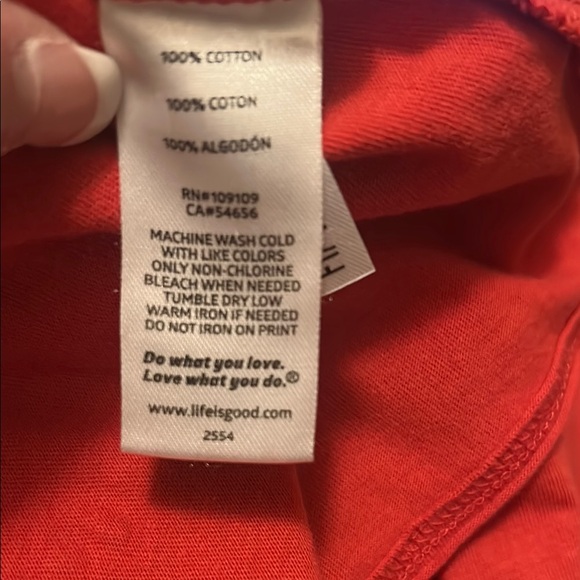 100% COTTON
100% COTON
100% ALGODÓN
RN#109109
CA#54656
MACHINE WASH COLD
WITH LIKE COLORS
ONLY NON-CHLORINE
BLEACH WHEN NEEDED
TUMBLE DRY LOW
WARM IRON IF NEEDED
DO NOT IRON ON PRINT
Do what you love.
Love what you do.®
www.lifeisgood.com
2554